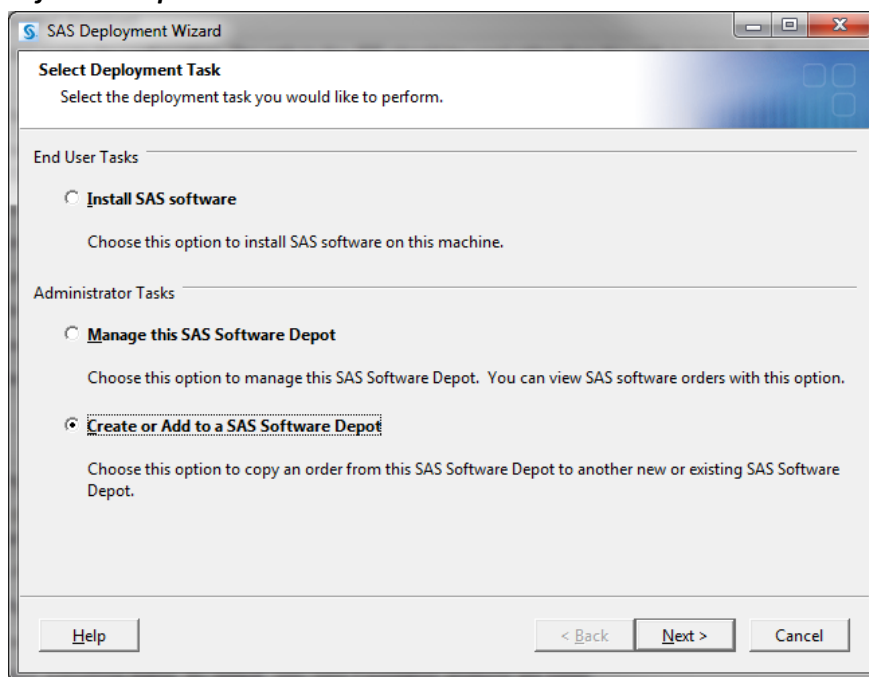 SAS Deployment Wizard
Select Deployment Task
Select the deployment task you would like to perform.
End User Tasks
Install SAS software
Choose this option to install SAS software on this machine.
Administrator Tasks
Manage this SAS Software Depot
Choose this option to manage this SAS Software Depot. You can view SAS software orders with this option.
Create or Add to a SAS Software Depot
Choose this option to copy an order from this SAS Software Depot to another new or existing SAS Software
Depot.
Help
< Back
Next >
Cancel